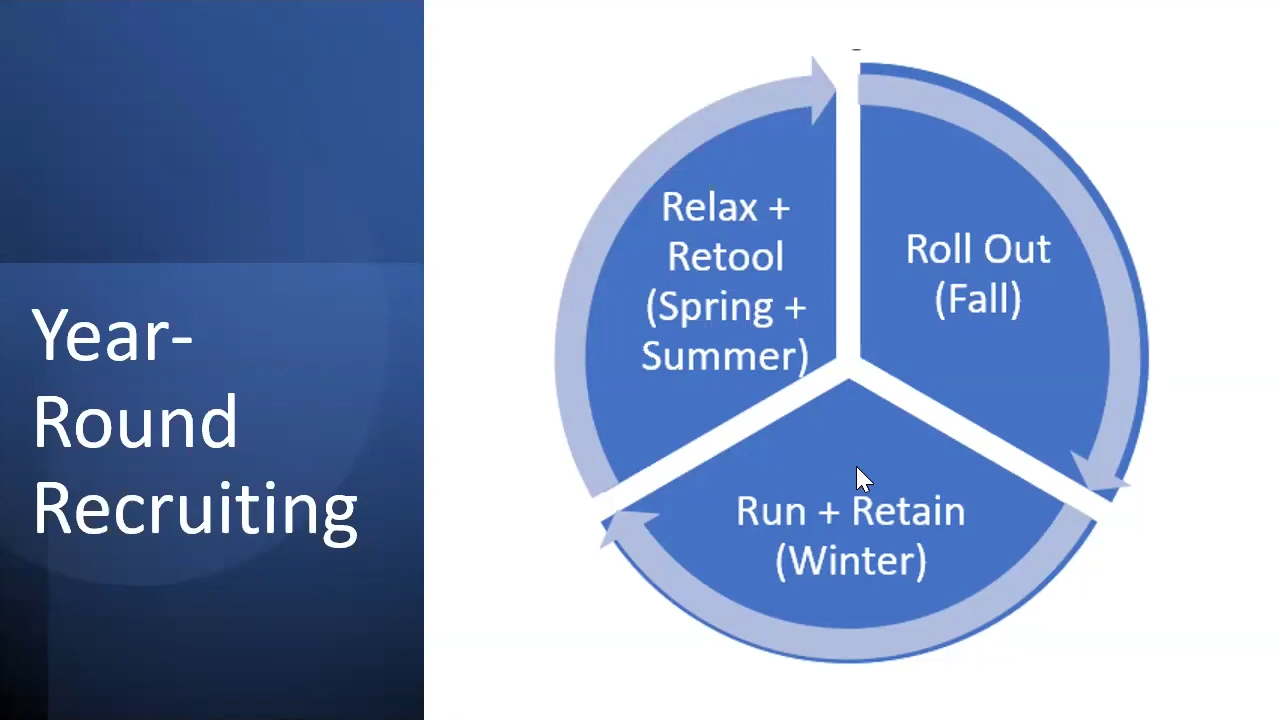 Year-
Round
Recruiting
Roll Out
(Fall)
Run + Retain
(Winter)
Relax +
Retool
(Spring +
Summer)